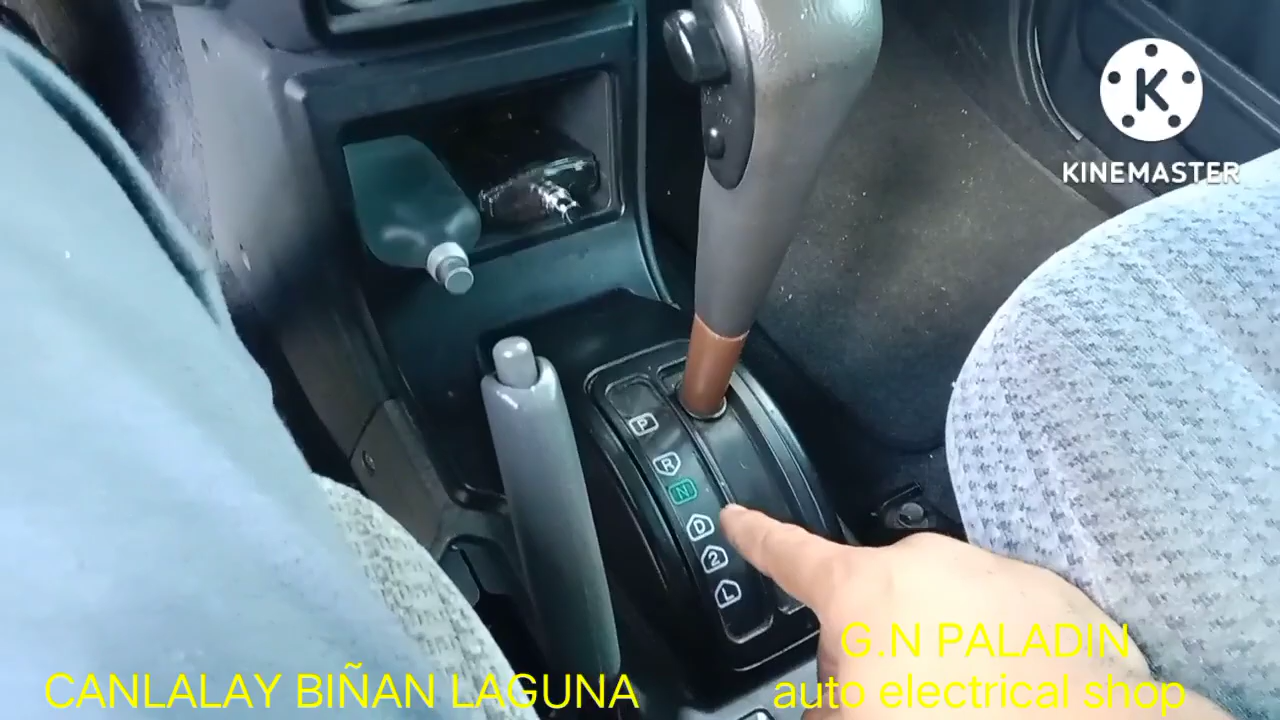 K
KINEMASTER
P
R
N
D
2
L
G.N PALADIN
CANLALAY BIÑAN LAGUNA
auto electrical shop